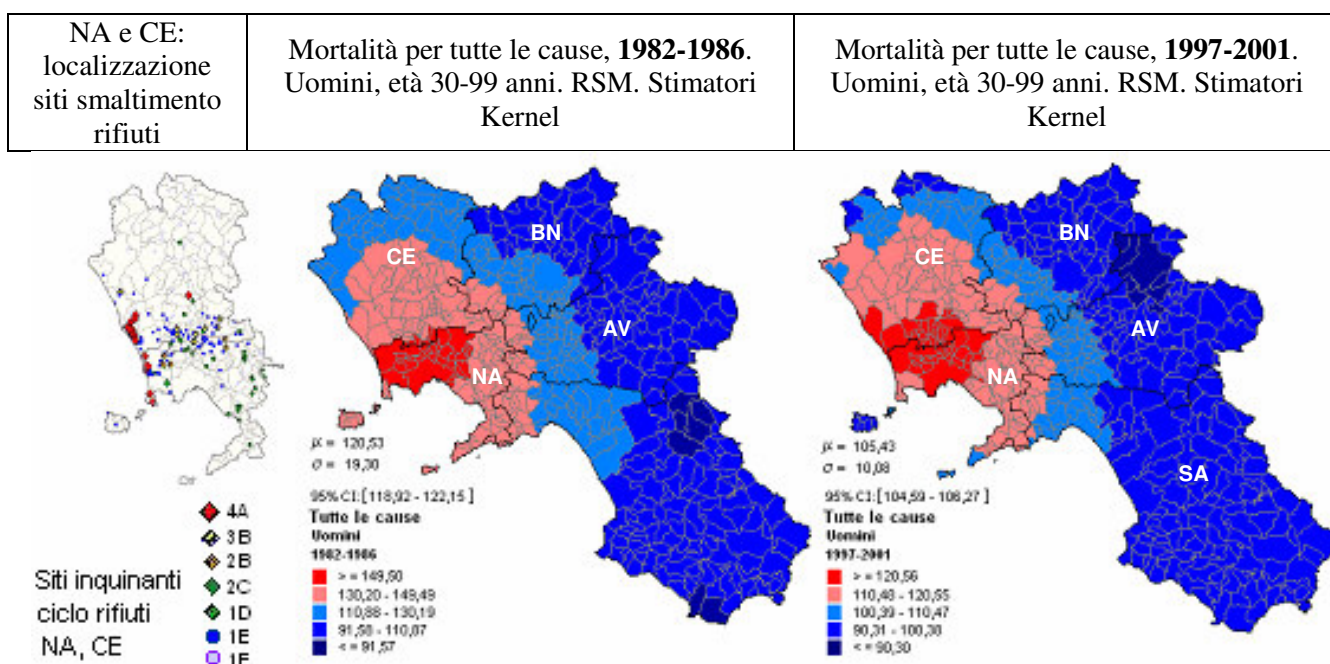 NA e CE:
localizzazione
siti smaltimento
rifiuti
Mortalità per tutte le cause, 1982-1986.
Uomini, età 30-99 anni. RSM. Stimatori
Kernel
Mortalità per tutte le cause, 1997-2001.
Uomini, età 30-99 anni. RSM. Stimatori
Kernel
4A
3B
2B
2C
1D
1E
1F
Siti inquinanti
ciclo rifiuti
NA, CE
BN
CE
AV
NA
μ = 120,53
σ = 19,30
95% CI:[118,92 - 122,15]
Tutte le cause
Uomini
1982-1986
>= 149,50
130,20 - 149,49
110,88 - 130,19
91,58 - 110,87
<= 91,57
BN
CE
AV
NA
SA
μ = 105,43
σ = 10,08
95% CI:[104,59 - 106,27]
Tutte le cause
Uomini
1997-2001
>= 120,56
110,48 - 120,55
100,39 - 110,47
90,31 - 100,38
<= 90,30